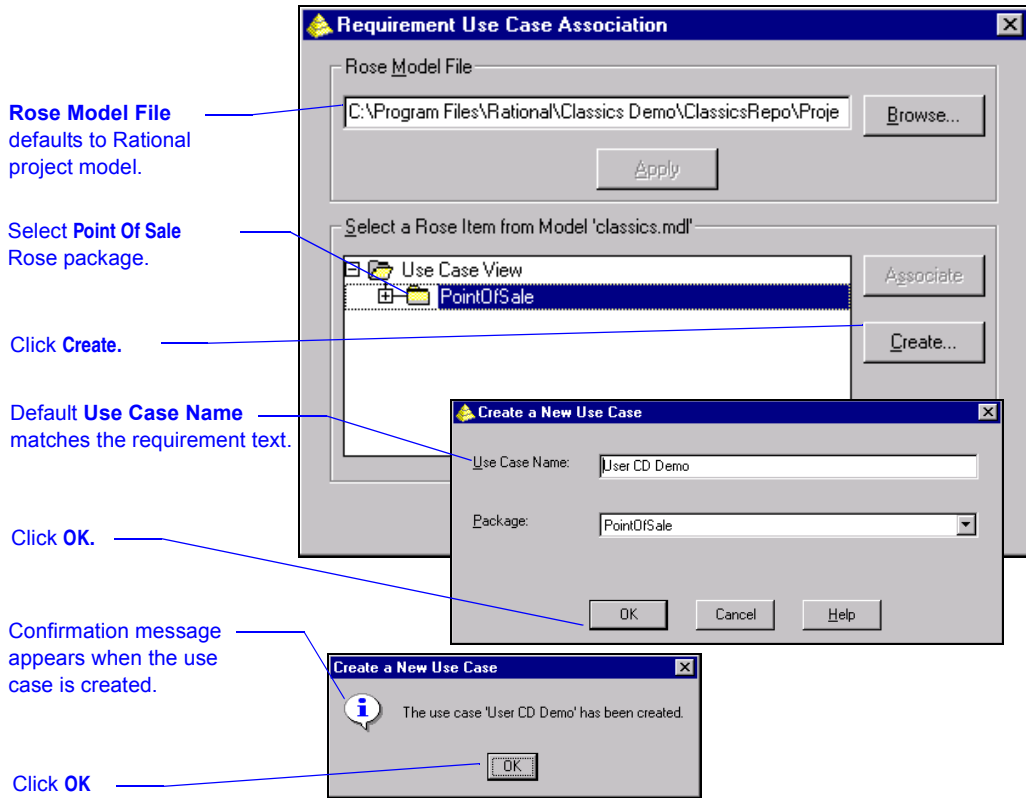 Requirement Use Case Association
Rose Model File
Rose Model File
defaults to Rational
project model.
C:\Program Files\Rational\Classics Demo\ClassicsRepo\Proje
Browse...
Apply
Select Point Of Sale
Rose package.
Select a Rose Item from Model 'classics.mdl'
Use Case View
PointOfSale
Associate
Click Create.
Create...
Default Use Case Name
matches the requirement text.
Create a New Use Case
Use Case Name:
User CD Demo
Package:
PointOfSale
Click OK.
OK
Cancel
Help
Confirmation message
appears when the use
case is created.
Create a New Use Case
The use case 'User CD Demo' has been created.
OK
Click OK